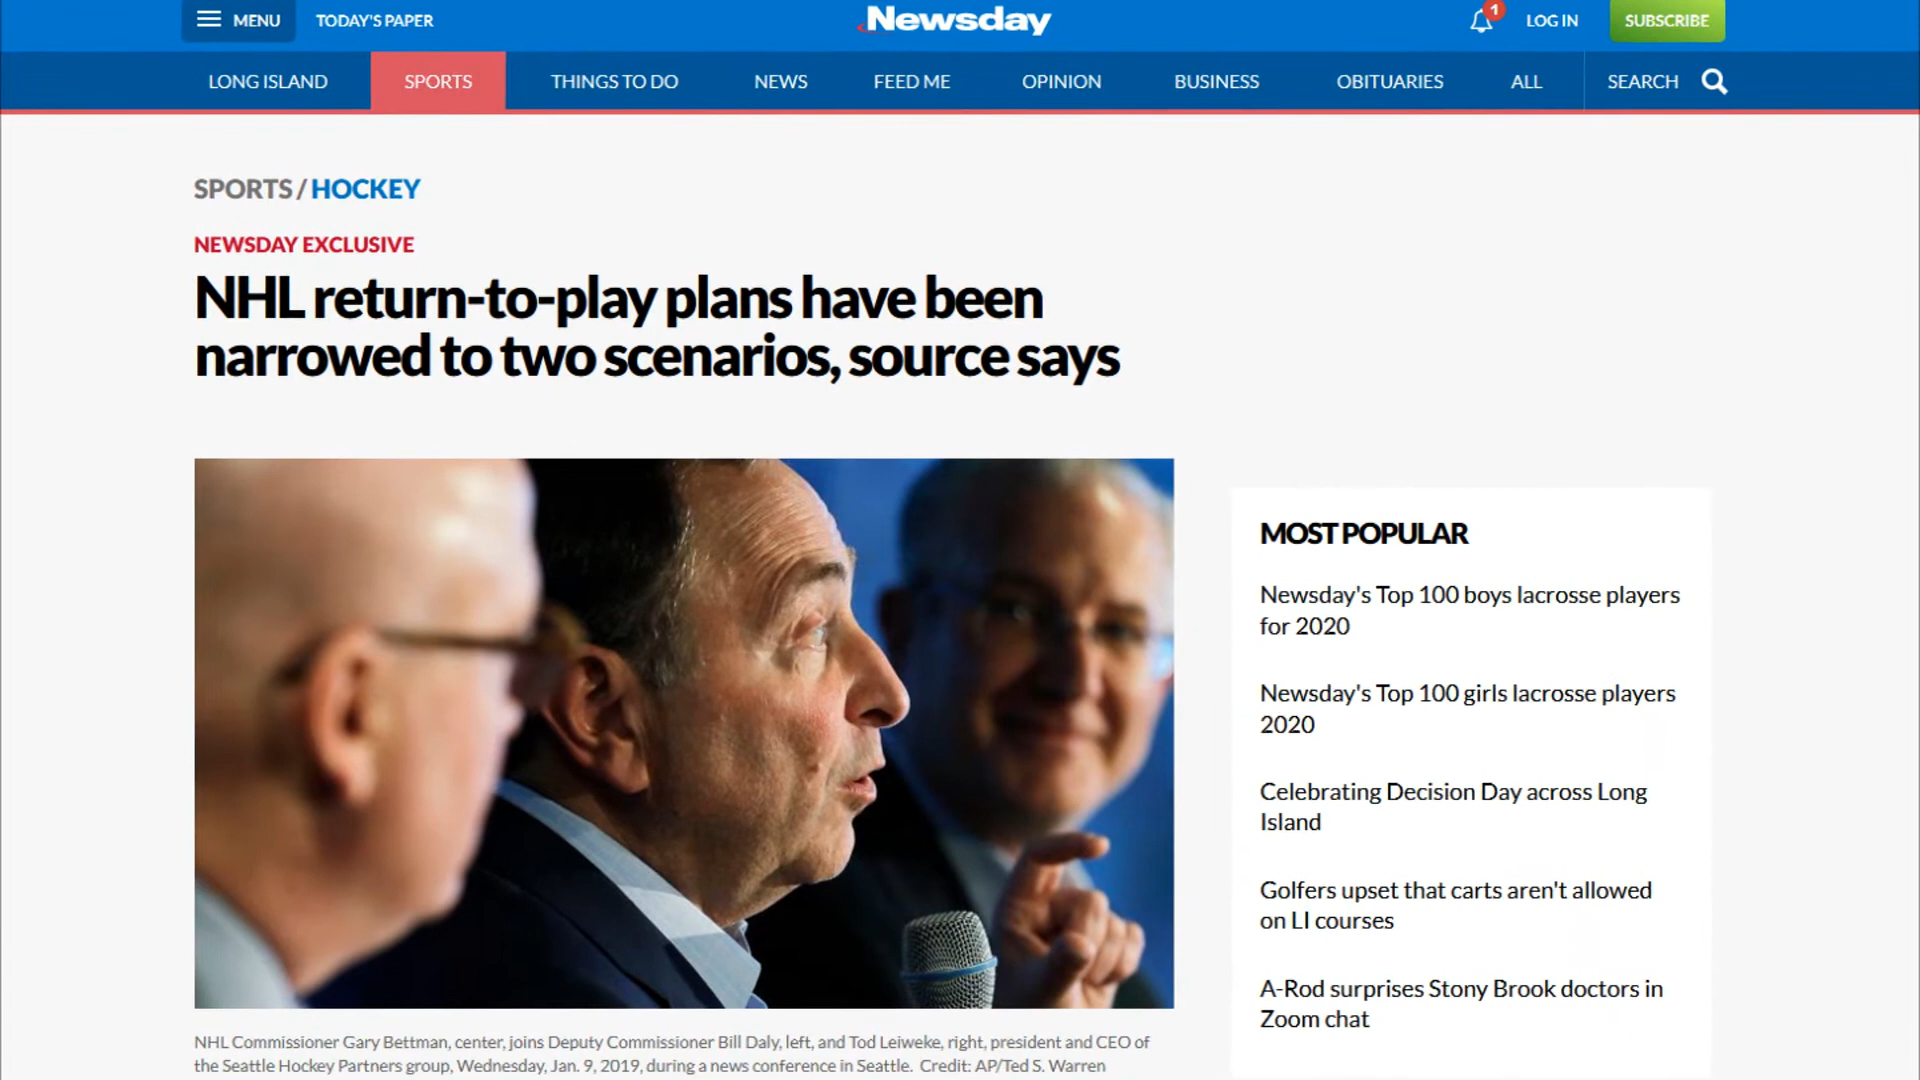 MENU
TODAY'S PAPER
Newsday
1
LOG IN
SUBSCRIBE
LONG ISLAND
SPORTS
THINGS TO DO
NEWS
FEED ME
OPINION
BUSINESS
OBITUARIES
ALL
SEARCH
SPORTS / HOCKEY
NEWSDAY EXCLUSIVE
NHL return-to-play plans have been
narrowed to two scenarios, source says
NHL Commissioner Gary Bettman, center, joins Deputy Commissioner Bill Daly, left, and Tod Leiweke, right, president and CEO of
the Seattle Hockey Partners group, Wednesday, Jan. 9, 2019, during a news conference in Seattle. Credit: AP/Ted S. Warren
MOST POPULAR
Newsday's Top 100 boys lacrosse players
for 2020
Newsday's Top 100 girls lacrosse players
2020
Celebrating Decision Day across Long
Island
Golfers upset that carts aren't allowed
on LI courses
A-Rod surprises Stony Brook doctors in
Zoom chat